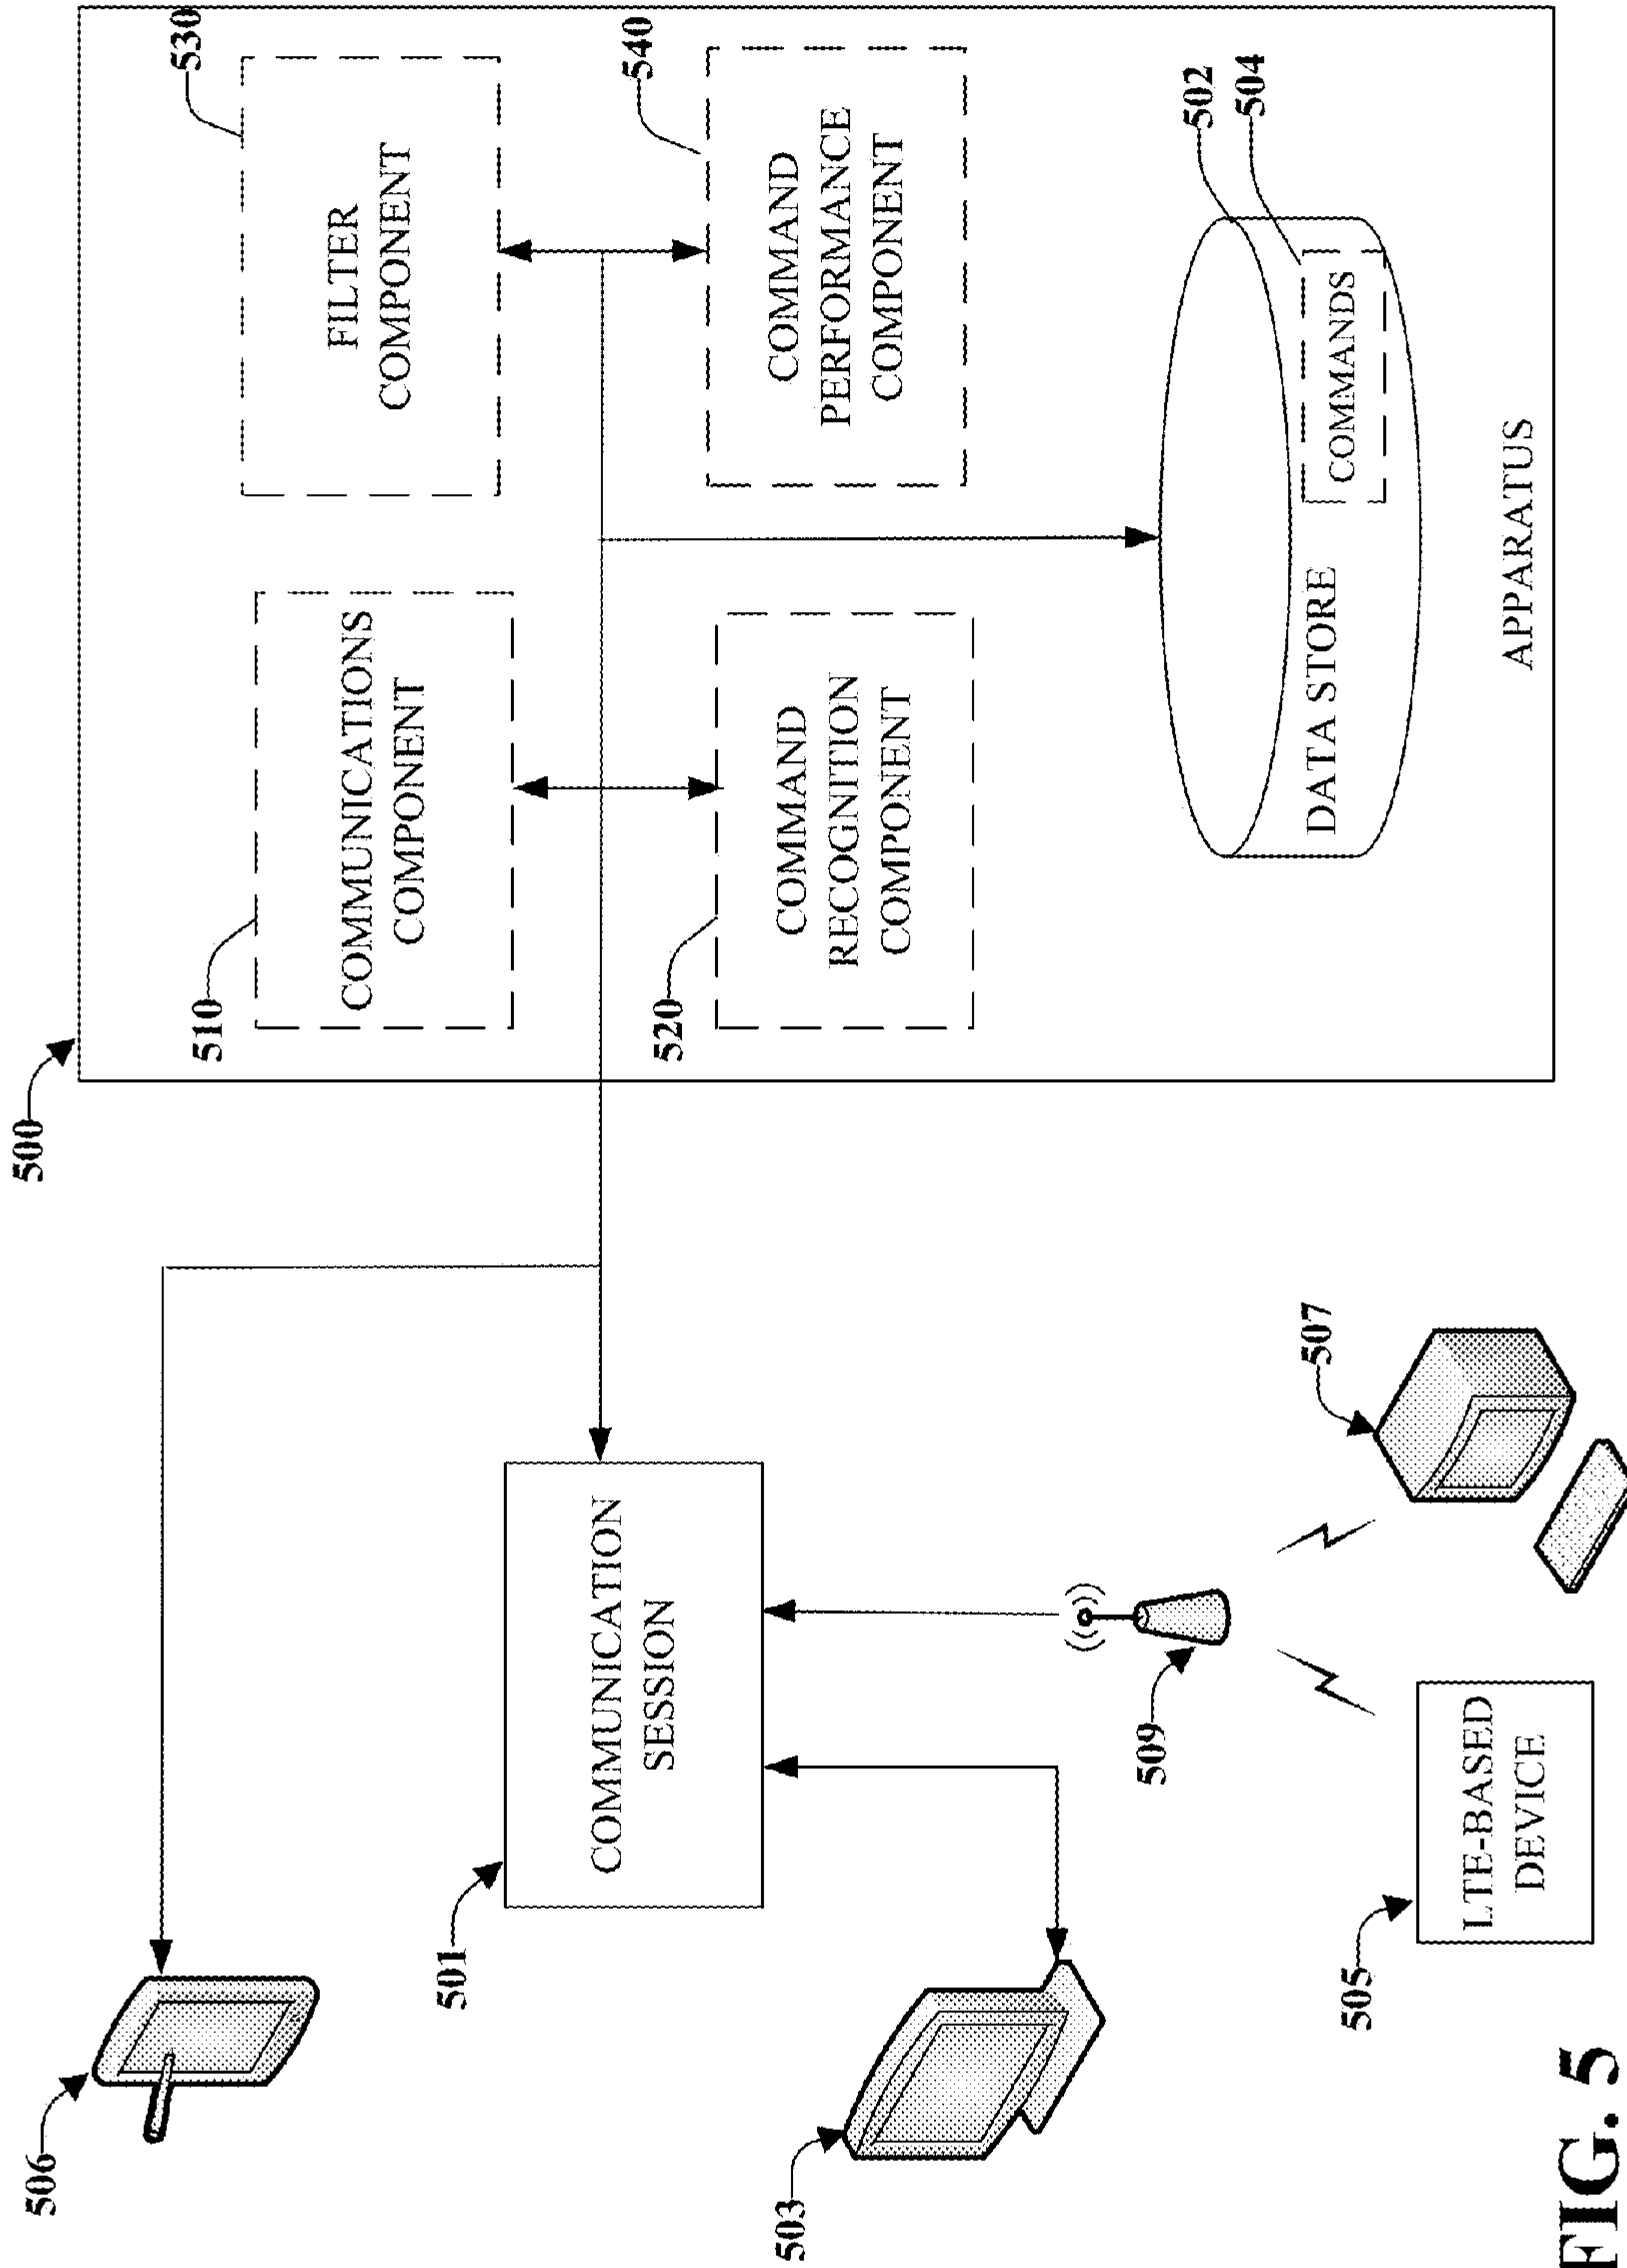 500
510
COMMUNICATIONS
COMPONENT
530
FILTER
COMPONENT
520
COMMAND
RECOGNITION
COMPONENT
540
COMMAND
PERFORMANCE
COMPONENT
502
504
DATA STORE
COMMANDS
APPARATUS
506
501
COMMUNICATION
SESSION
503
509
507
505
LTE-BASED
DEVICE
FIG. 5